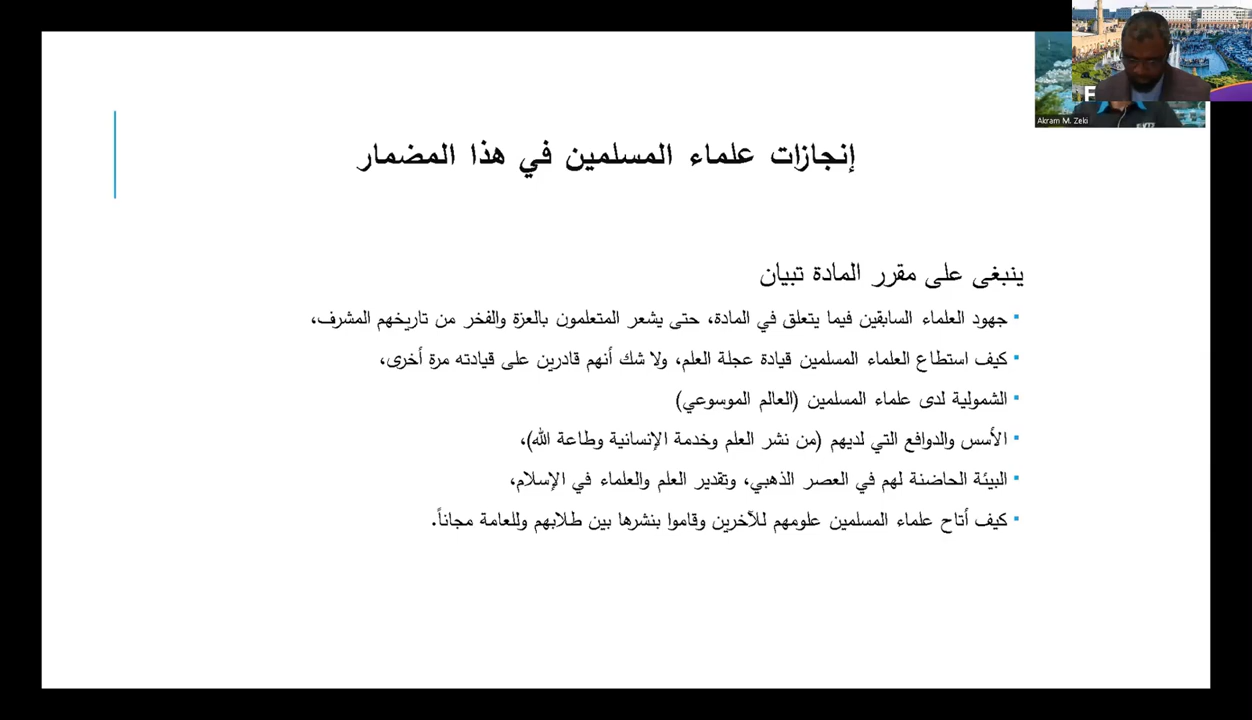 إنجازات علماء المسلمين في هذا المضمار
ينبغى على مقرر المادة تبيان
جهود العلماء السابقين فيما يتعلق في المادة، حتى يشعر المتعلمون بالعزة والفخر من تاريخهم المشرف،
كيف استطاع العلماء المسلمين قيادة عجلة العلم، ولا شك أنهم قادرين على قيادته مرة أخرى،
الشمولية لدى علماء المسلمين (العالم الموسوعي)
الأسس والدوافع التي لديهم (من نشر العلم وخدمة الإنسانية وطاعة الله)،
البيئة الحاضنة لهم في العصر الذهبي، وتقدير العلم والعلماء في الإسلام،
كيف أتاح علماء المسلمين علومهم للآخرين وقاموا بنشرها بين طلابهم وللعامة مجاناً.
Akram M. Zeki